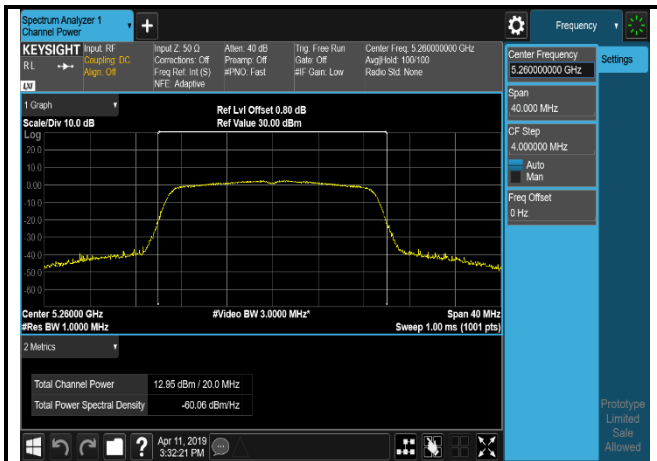 Spectrum Analyzer 1
Channel Power
+
Frequency
KEYSIGHT
RL
LXI
Input: RF
Coupling: DC
Align: Off
Input Z: 50 Ω
Corrections: Off
Freq Ref: Int (S)
NFE: Adaptive
Atten: 40 dB
Preamp: Off
#PNO: Fast
Trig: Free Run
Gate: Off
#IF Gain: Low
Center Freq: 5.260000000 GHz
Avg|Hold: 100/100
Radio Std: None
Center Frequency
5.260000000 GHz
Settings
Span
40.000 MHz
CF Step
4.000000 MHz
Auto
Man
Freq Offset
0 Hz
1 Graph
Scale/Div 10.0 dB
Ref Lvl Offset 0.80 dB
Ref Value 30.00 dBm
Log
20.0
10.0
0.00
-10.0
-20.0
-30.0
-40.0
-50.0
-60.0
Center 5.26000 GHz
#Video BW 3.0000 MHz*
Span 40 MHz
#Res BW 1.0000 MHz
Sweep 1.00 ms (1001 pts)
2 Metrics
Total Channel Power 12.95 dBm / 20.0 MHz
Total Power Spectral Density -60.06 dBm/Hz
Prototype
Limited
Sale
Allowed
?
Apr 11, 2019
3:32:21 PM